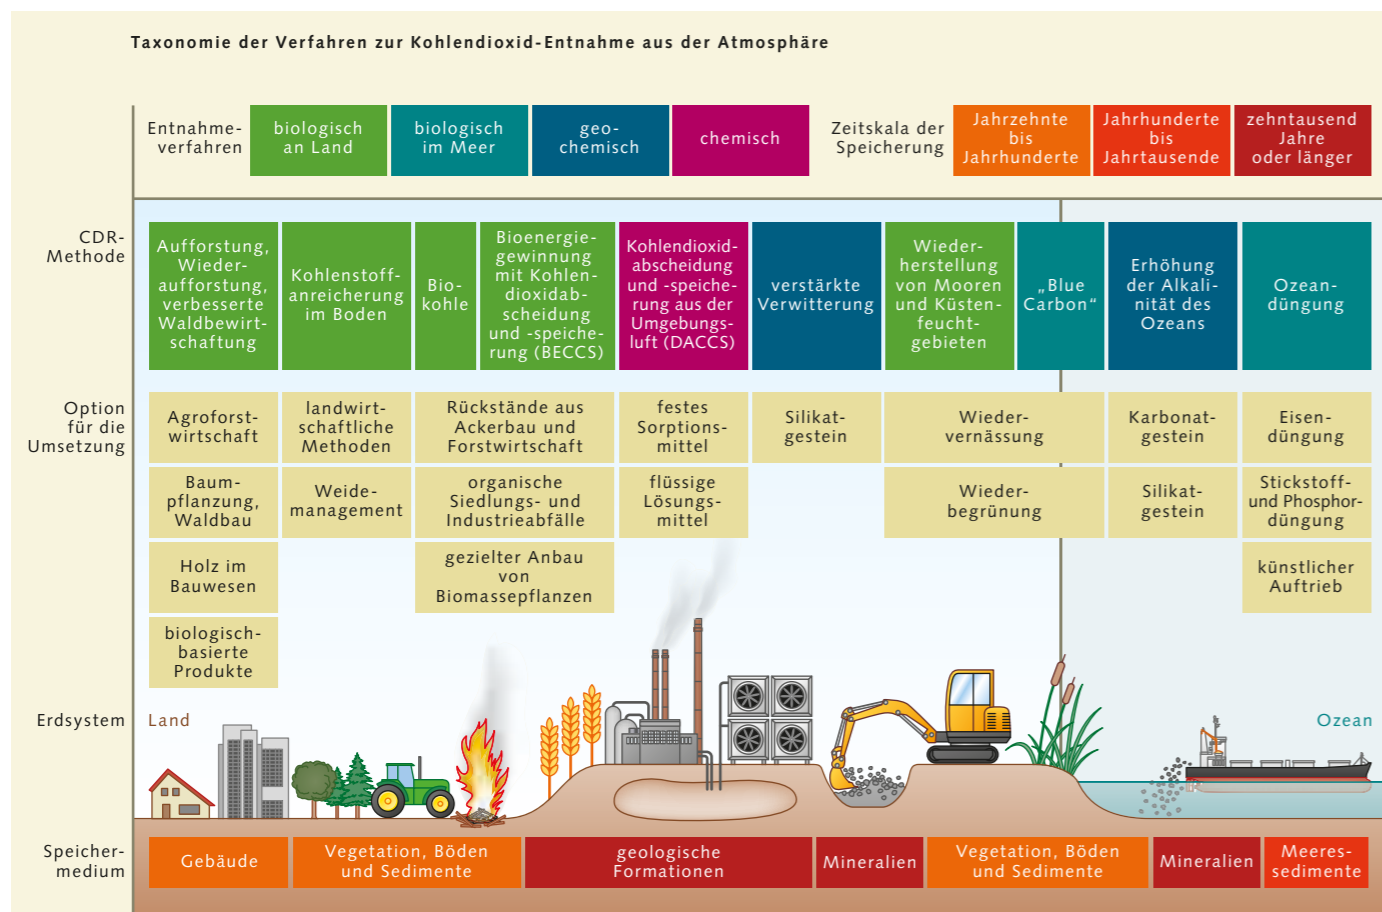 Taxonomie der Verfahren zur Kohlendioxid-Entnahme aus der Atmosphäre
Entnahme-
verfahren
biologisch
an Land
biologisch
im Meer
geo-
chemisch
chemisch
Zeitskala der
Speicherung
Jahrzehnte
bis
Jahrhunderte
Jahrhunderte
bis
Jahrtausende
zehntausend
Jahre
oder länger
CDR-
Methode
Aufforstung,
Wieder-
aufforstung,
verbesserte
Waldbewirt-
schaftung
Kohlenstoff-
anreicherung
im Boden
Bio-
kohle
Bioenergie-
gewinnung
mit Kohlen-
dioxidab-
scheidung
und -speiche-
rung (BECCS)
Kohlendioxid-
abscheidung
und -speiche-
rung aus der
Umgebungs-
luft (DACCS)
verstärkte
Verwitterung
Wieder-
herstellung
von Mooren
und Küsten-
feucht-
gebieten
„Blue
Carbon“
Erhöhung
der Alkali-
nität des
Ozeans
Ozean-
düngung
Option
für die
Umsetzung
Agroforst-
wirtschaft
landwirt-
schaftliche
Methoden
Rückstände aus
Ackerbau und
Forstwirtschaft
festes
Sorptions-
mittel
Silikat-
gestein
Wieder-
vernässung
Karbonat-
gestein
Eisen-
düngung
Baum-
pflanzung,
Waldbau
Weide-
management
organische
Siedlungs- und
Industrieabfälle
flüssige
Lösungs-
mittel
Wieder-
begrünung
Silikat-
gestein
Stickstoff-
und Phosphor-
düngung
Holz im
Bauwesen
gezielter Anbau
von
Biomassepflanzen
künstlicher
Auftrieb
biologisch-
basierte
Produkte
Erdsystem
Land
Ozean
Speicher-
medium
Gebäude
Vegetation, Böden
und Sedimente
geologische
Formationen
Mineralien
Vegetation, Böden
und Sedimente
Mineralien
Meeres-
sedimente